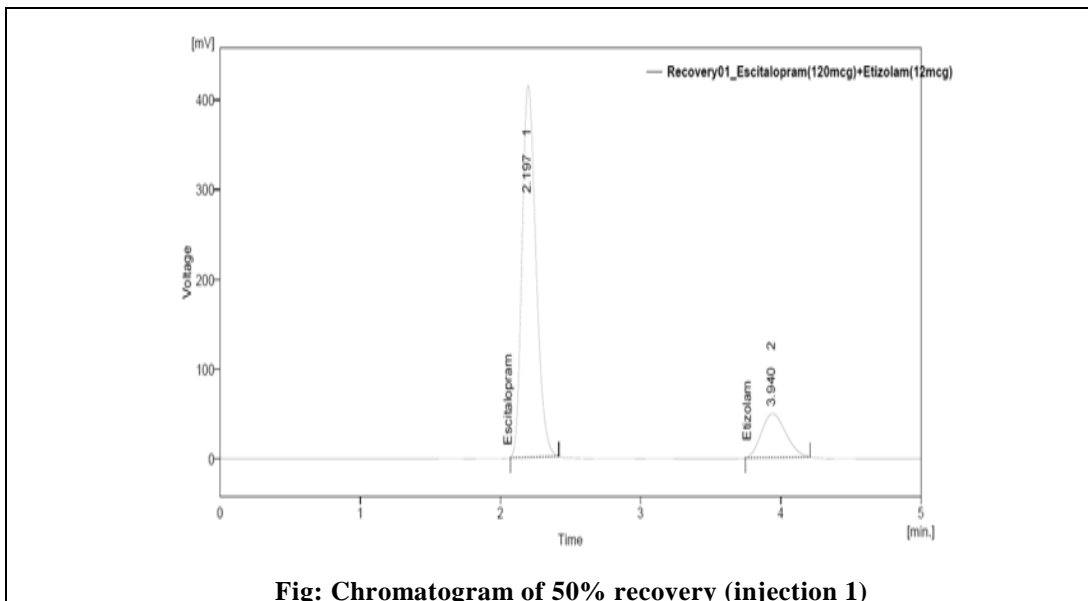 [mV]
Recovery01_Escitalopram(120mcg)+Etizolam(12mcg)
400
300
200
100
0
Voltage
Escitalopram
2.197 1
Etizolam
3.940 2
0 1 2 3 4 5
Time
[min.]
Fig: Chromatogram of 50% recovery (injection 1)